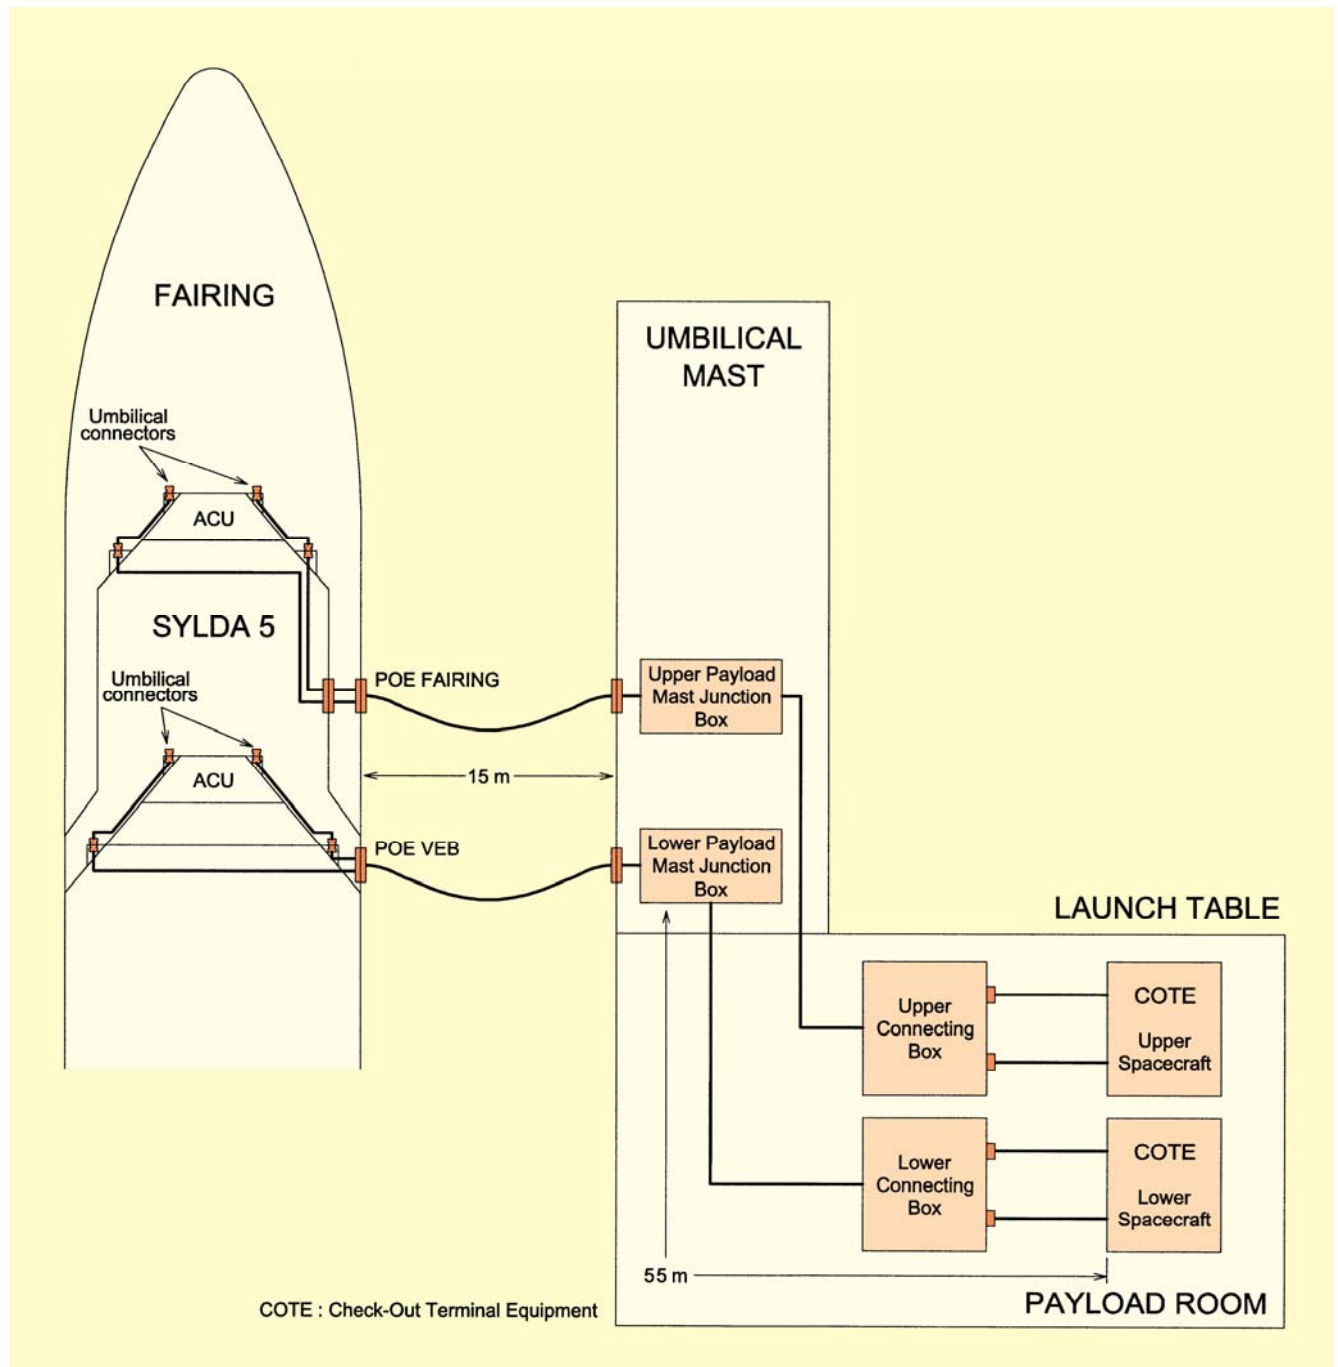 FAIRING
UMBILICAL
MAST
Umbilical
connectors
ACU
SYLDA 5
Umbilical
connectors
ACU
POE FAIRING
Upper Payload
Mast Junction
Box
15 m
POE VEB
Lower Payload
Mast Junction
Box
LAUNCH TABLE
Upper
Connecting
Box
COTE
Upper
Spacecraft
Lower
Connecting
Box
COTE
Lower
Spacecraft
55 m
PAYLOAD ROOM
COTE : Check-Out Terminal Equipment